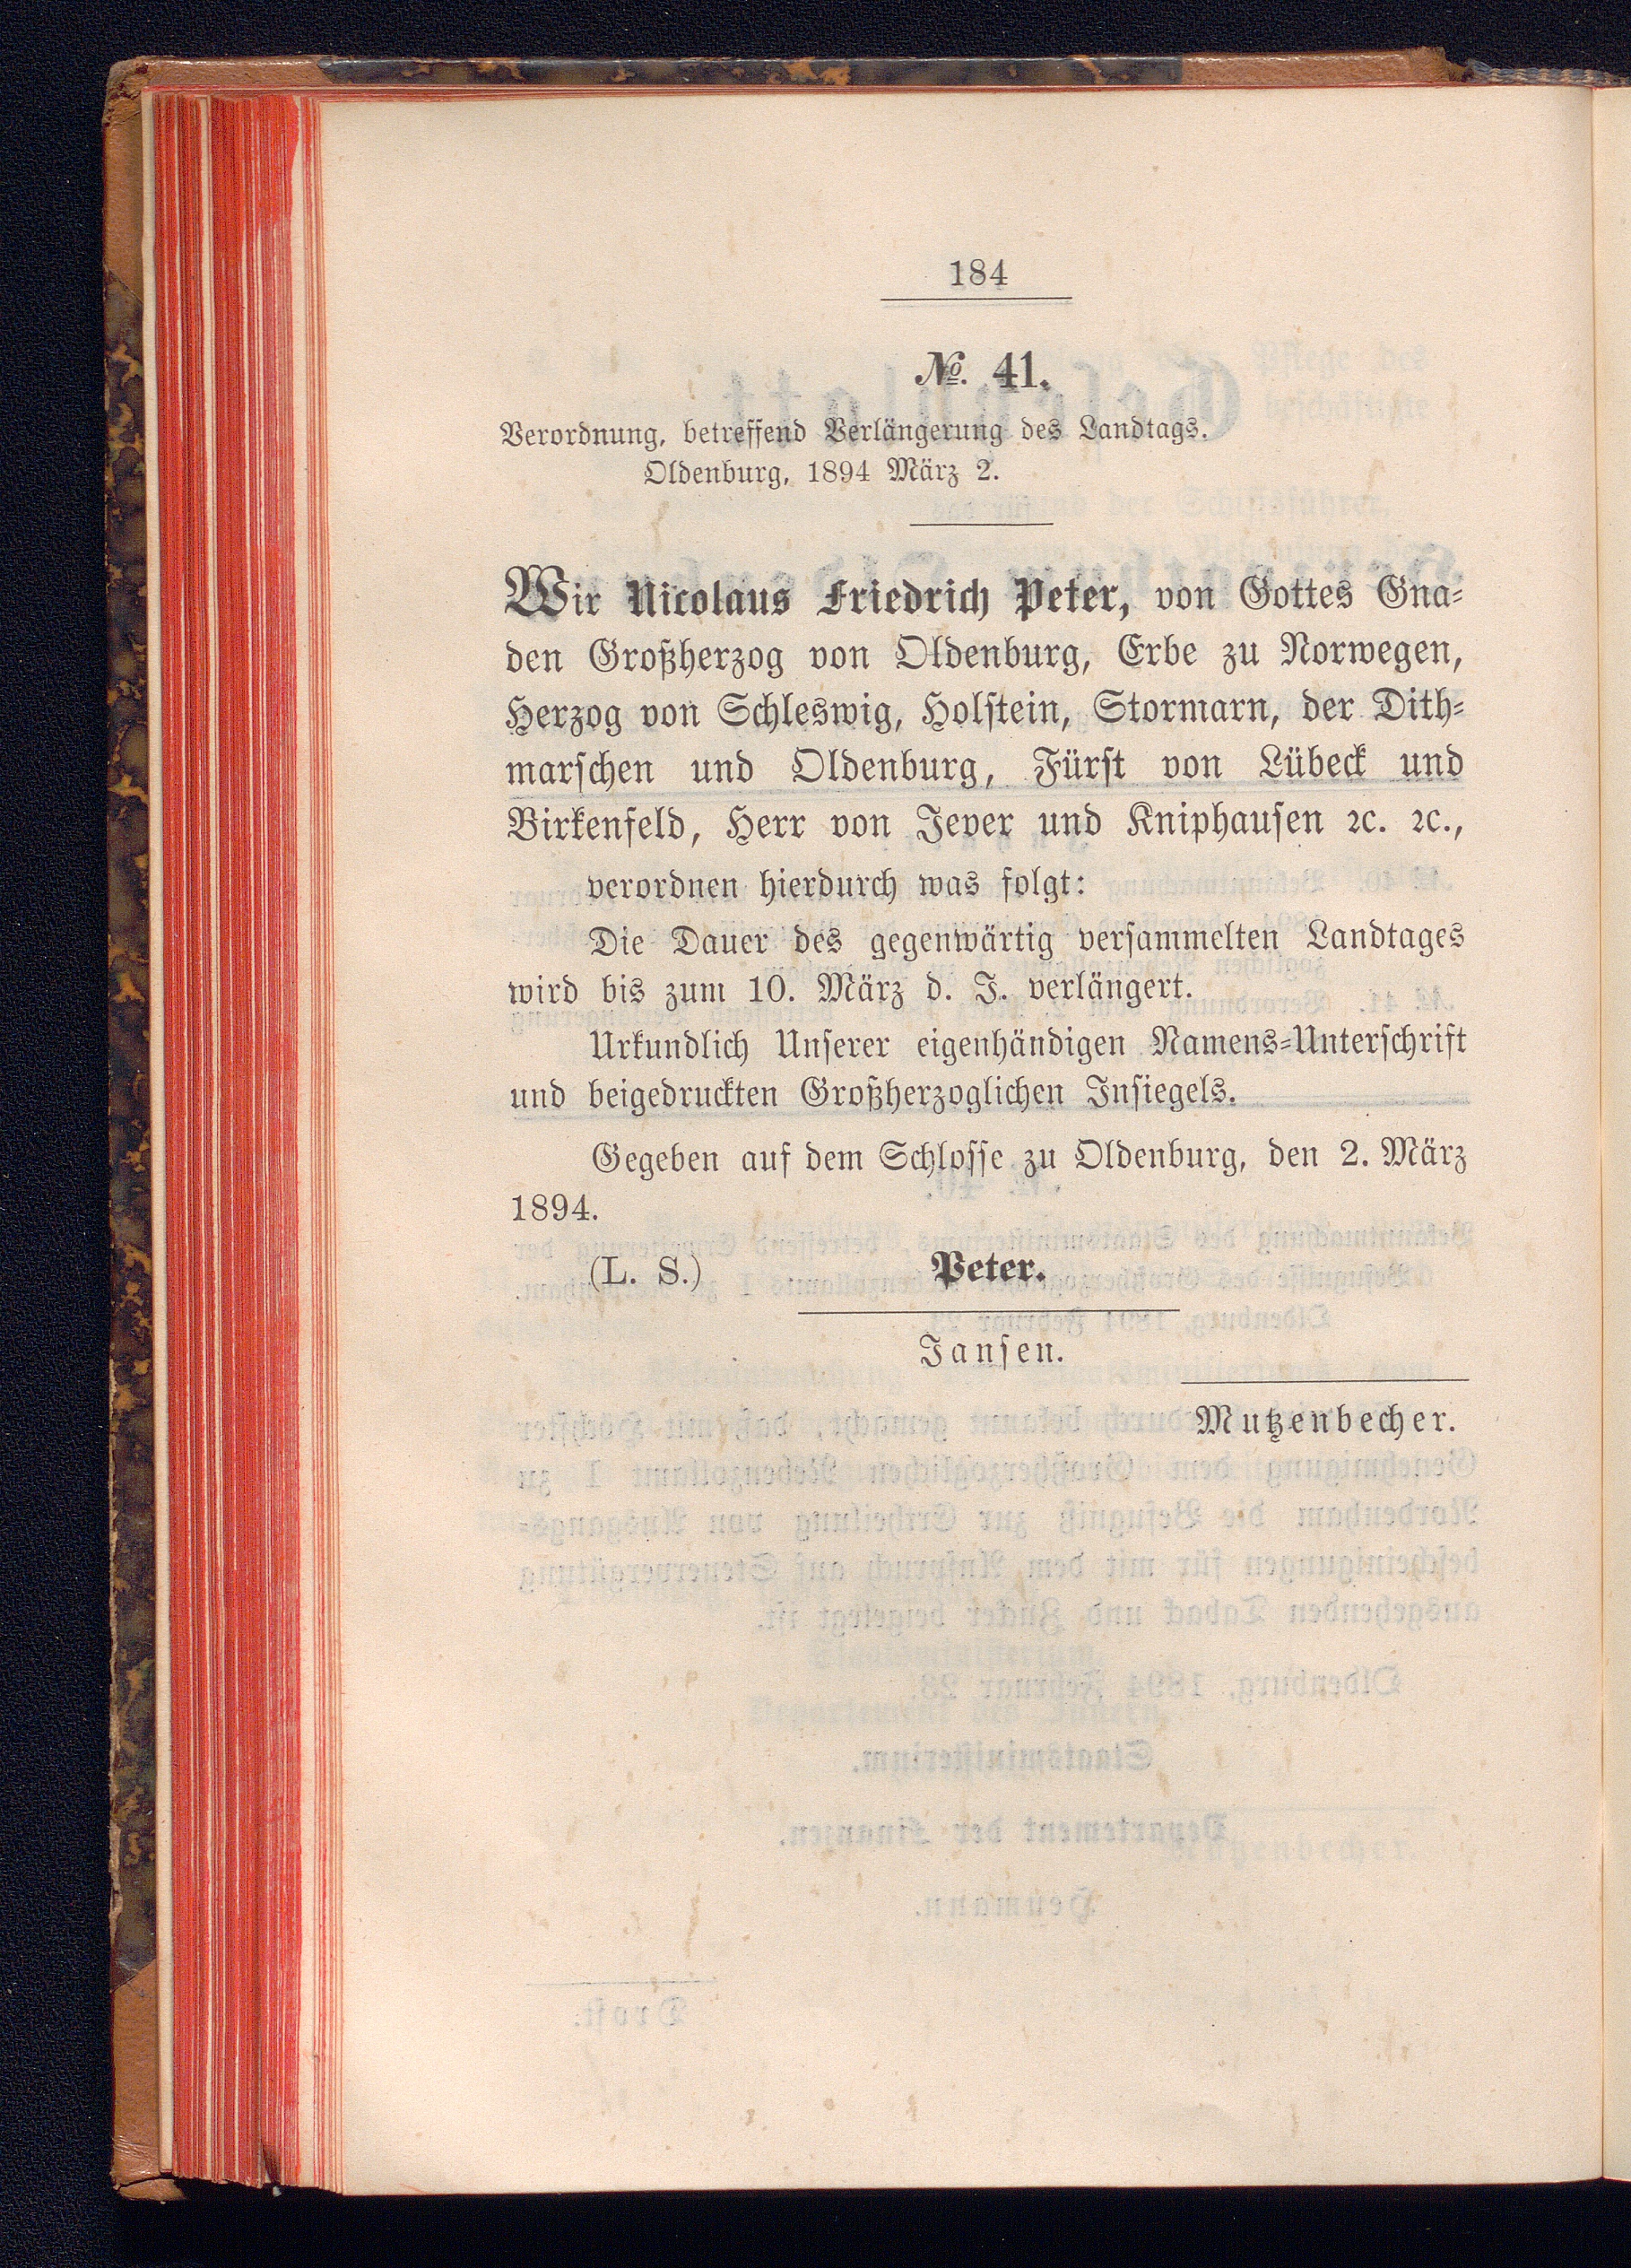 184
№. 41.
Verordnung, betreffend Verlängerung des Landtags.
Oldenburg, 1894 März 2.
Wir Nicolaus Friedrich Peter, von Gottes Gna-
den Großherzog von Oldenburg, Erbe zu Norwegen,
Herzog von Schleswig, Holstein, Stormarn, der Dith-
marschen und Oldenburg, Fürst von Lübeck und
Birkenfeld, Herr von Jever und Kniphausen ꝛc. ꝛc.,
verordnen hierdurch was folgt:
Die Dauer des gegenwärtig versammelten Landtages
wird bis zum 10. März d. J. verlängert.
Urkundlich Unserer eigenhändigen Namens-Unterschrift
und beigedruckten Großherzoglichen Insiegels.
Gegeben auf dem Schlosse zu Oldenburg, den 2. März
1894.
(L. S.) Peter.
Jansen.
Mutzenbecher.